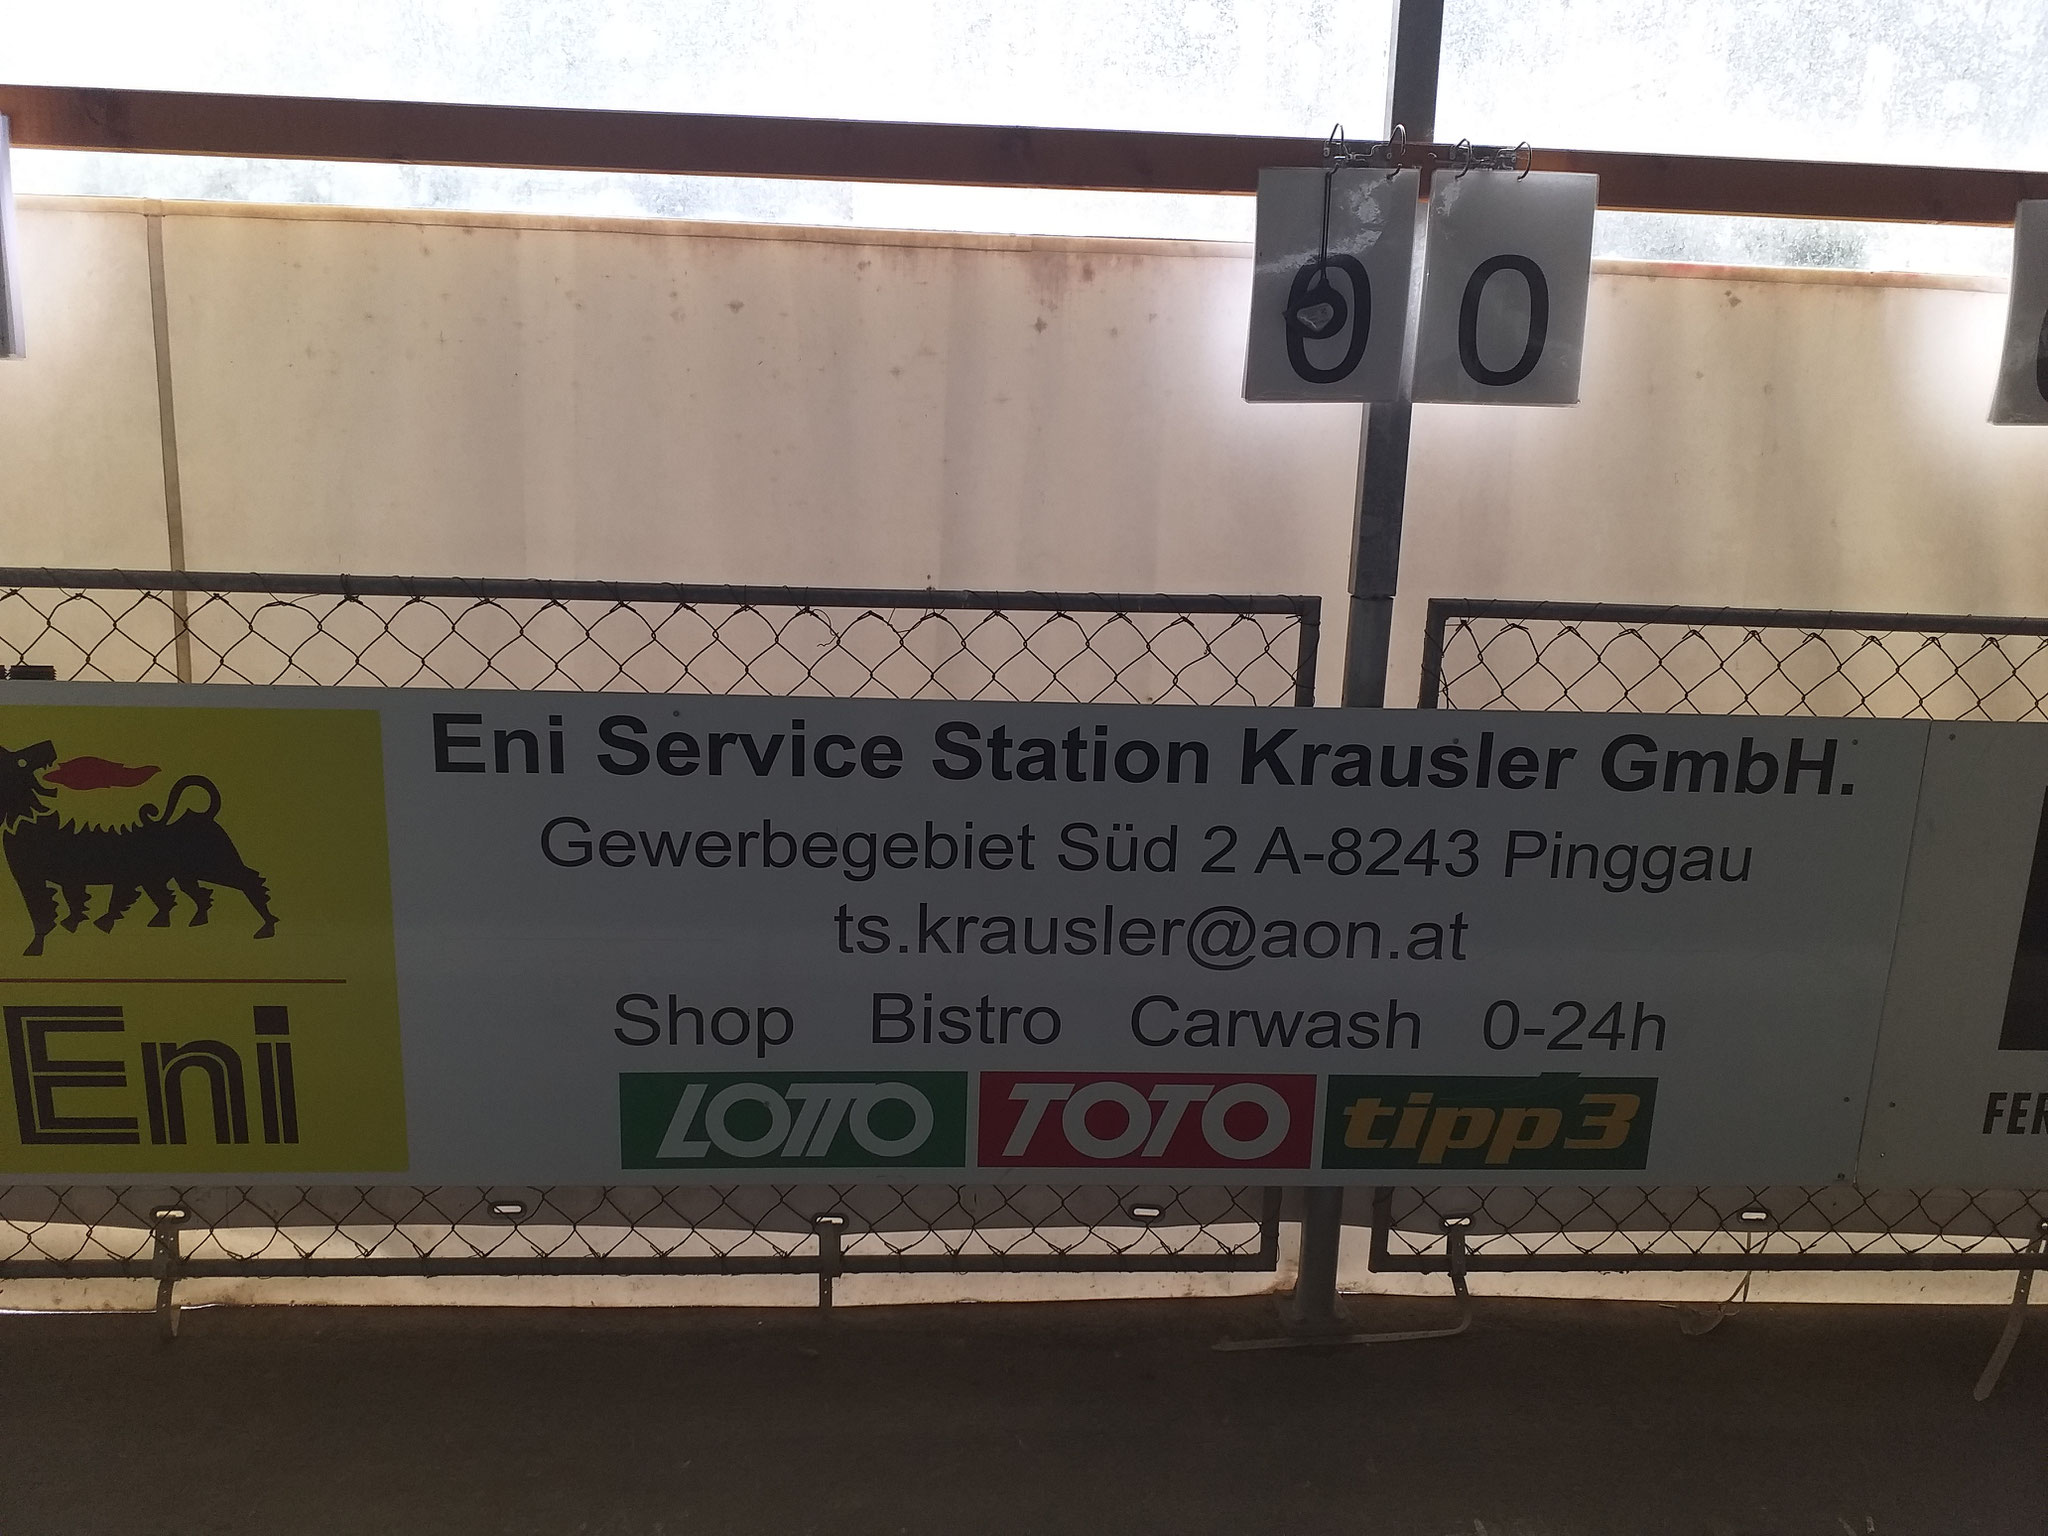 0 0
Eni Service Station Krausler GmbH.
Gewerbegebiet Süd 2 A-8243 Pinggau
ts.krausler@aon.at
Shop Bistro Carwash 0-24h
Eni
LOTTO TOTO tipp3